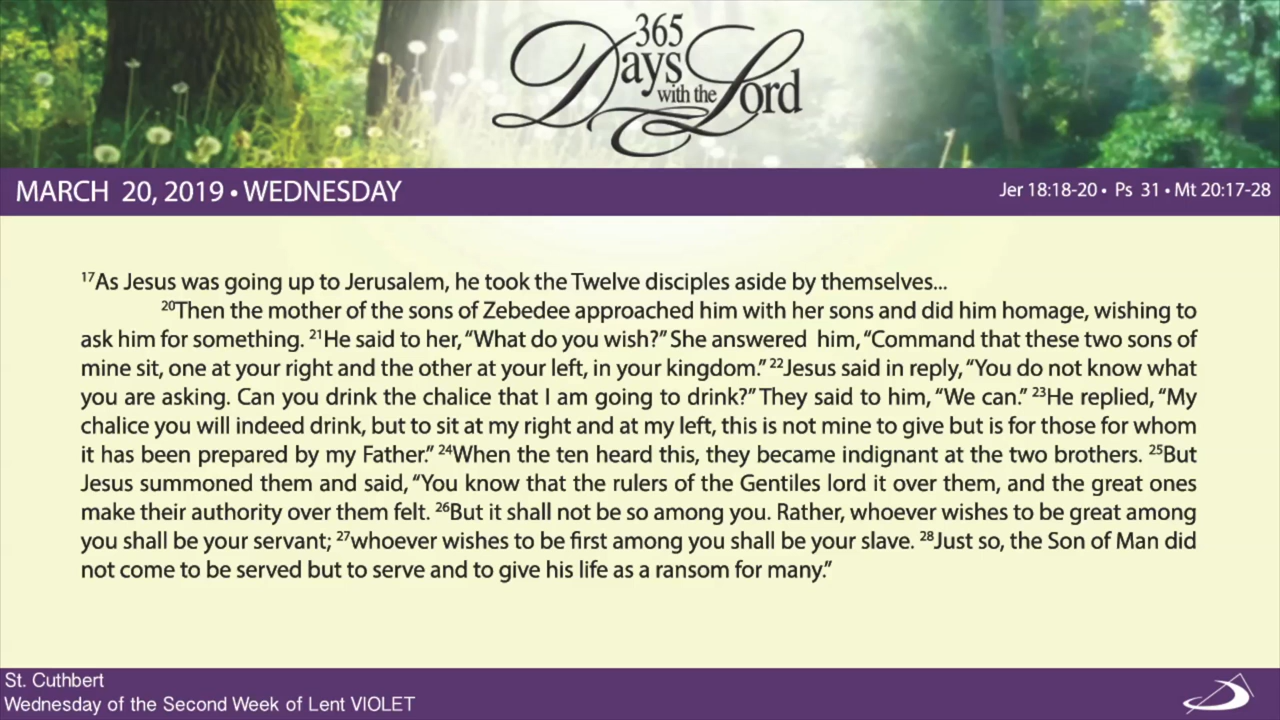 365
Days
with the Lord
MARCH 20, 2019 • WEDNESDAY
Jer 18:18-20 • Ps 31 • Mt 20:17-28
¹⁷As Jesus was going up to Jerusalem, he took the Twelve disciples aside by themselves...
²⁰Then the mother of the sons of Zebedee approached him with her sons and did him homage, wishing to
ask him for something. ²¹He said to her, “What do you wish?” She answered him, “Command that these two sons of
mine sit, one at your right and the other at your left, in your kingdom.” ²²Jesus said in reply, “You do not know what
you are asking. Can you drink the chalice that I am going to drink?” They said to him, “We can.” ²³He replied, “My
chalice you will indeed drink, but to sit at my right and at my left, this is not mine to give but is for those for whom
it has been prepared by my Father.” ²⁴When the ten heard this, they became indignant at the two brothers. ²⁵But
Jesus summoned them and said, “You know that the rulers of the Gentiles lord it over them, and the great ones
make their authority over them felt. ²⁶But it shall not be so among you. Rather, whoever wishes to be great among
you shall be your servant; ²⁷whoever wishes to be first among you shall be your slave. ²⁸Just so, the Son of Man did
not come to be served but to serve and to give his life as a ransom for many.”
St. Cuthbert
Wednesday of the Second Week of Lent VIOLET